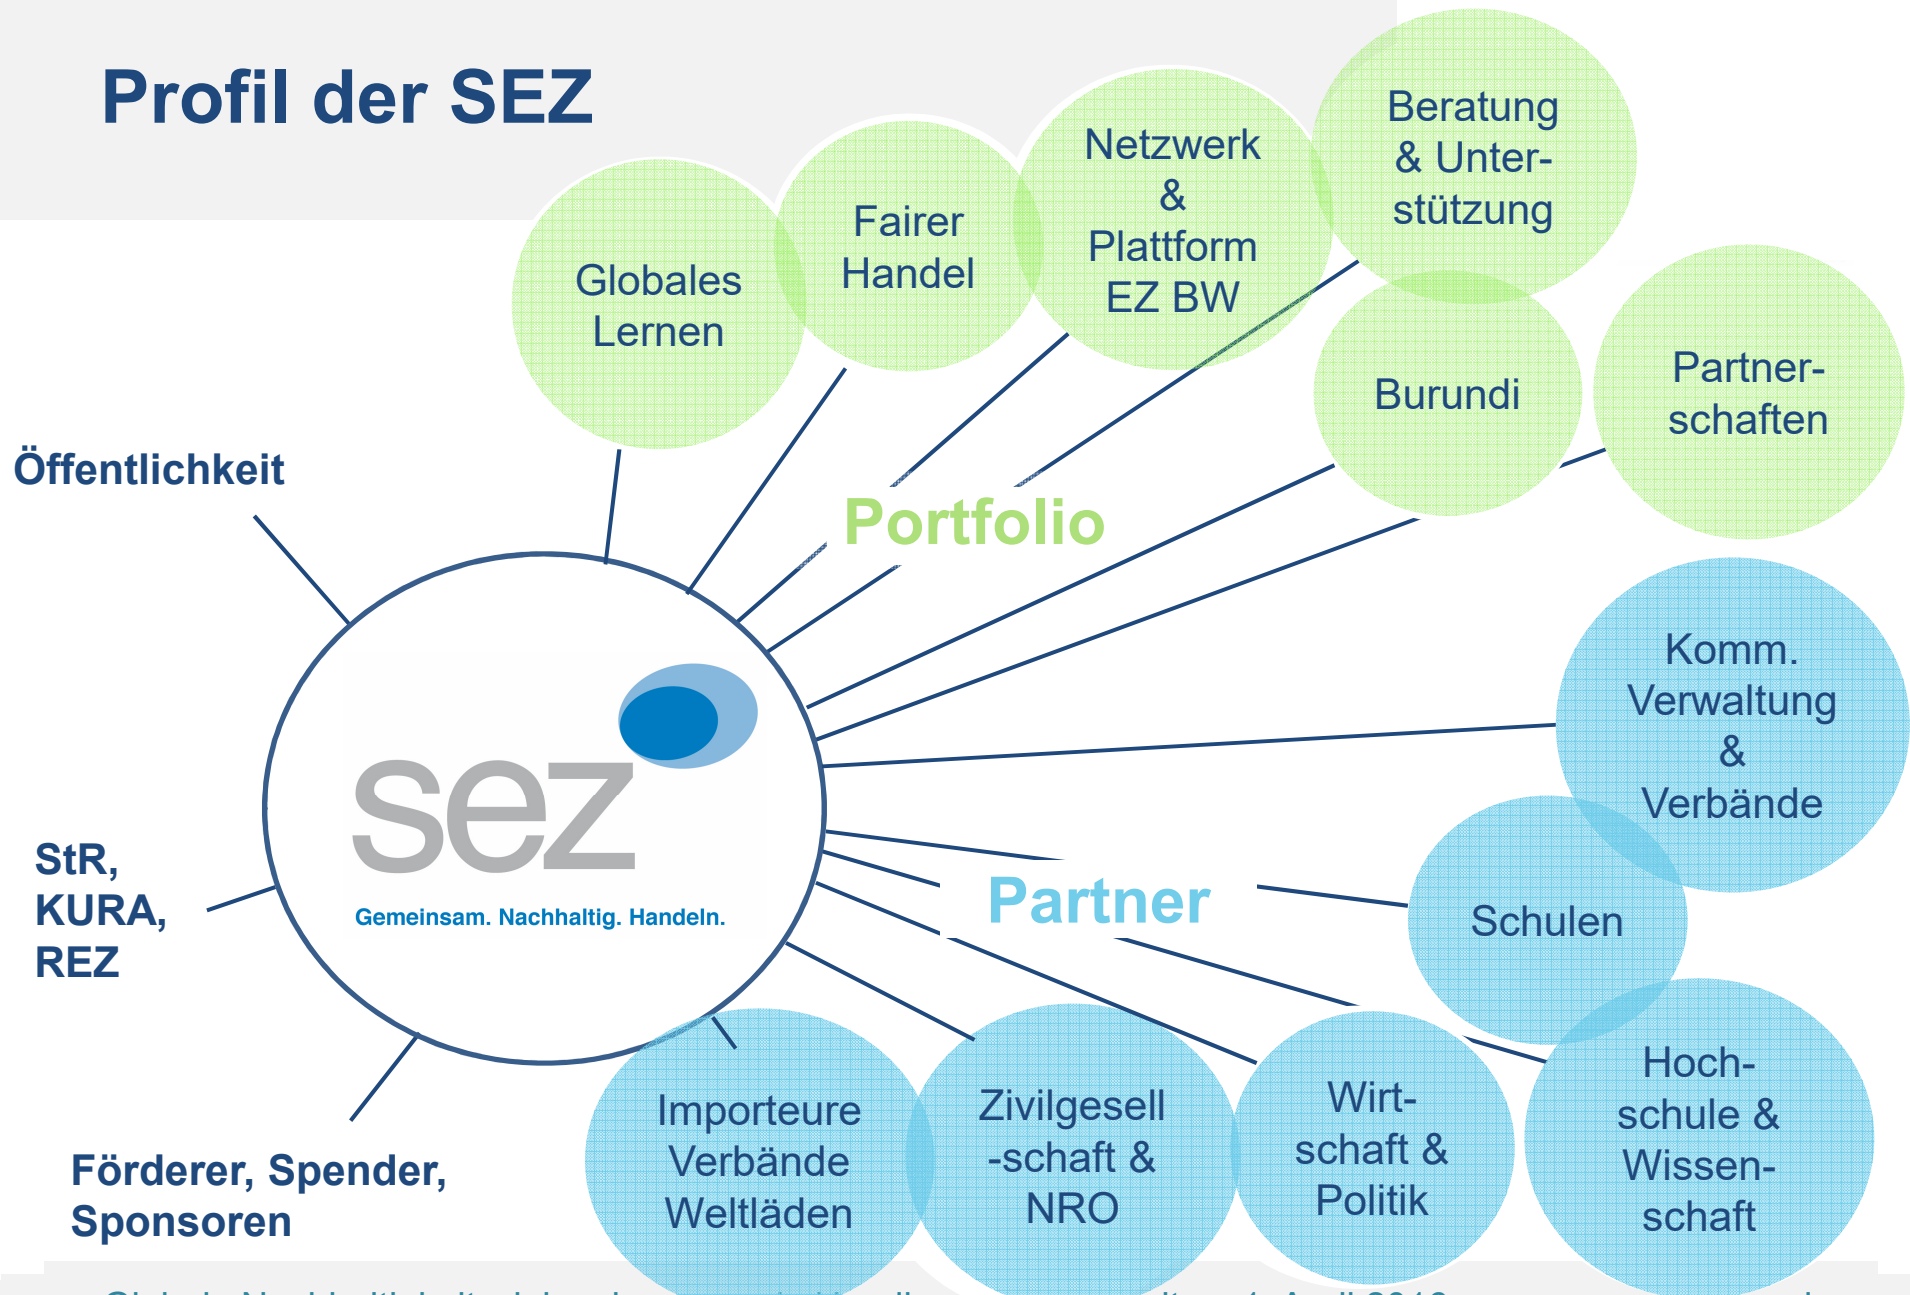 Profil der SEZ
Globales
Lernen
Fairer
Handel
Netzwerk
&
Plattform
EZ BW
Beratung
& Unter-
stützung
Burundi
Partner-
schaften
Öffentlichkeit
Portfolio
sez
Gemeinsam. Nachhaltig. Handeln.
StR,
KURA,
REZ
Partner
Komm.
Verwaltung
&
Verbände
Schulen
Hoch-
schule &
Wissen-
schaft
Wirt-
schaft &
Politik
Zivilgesell
-schaft &
NRO
Importeure
Verbände
Weltläden
Förderer, Spender,
Sponsoren